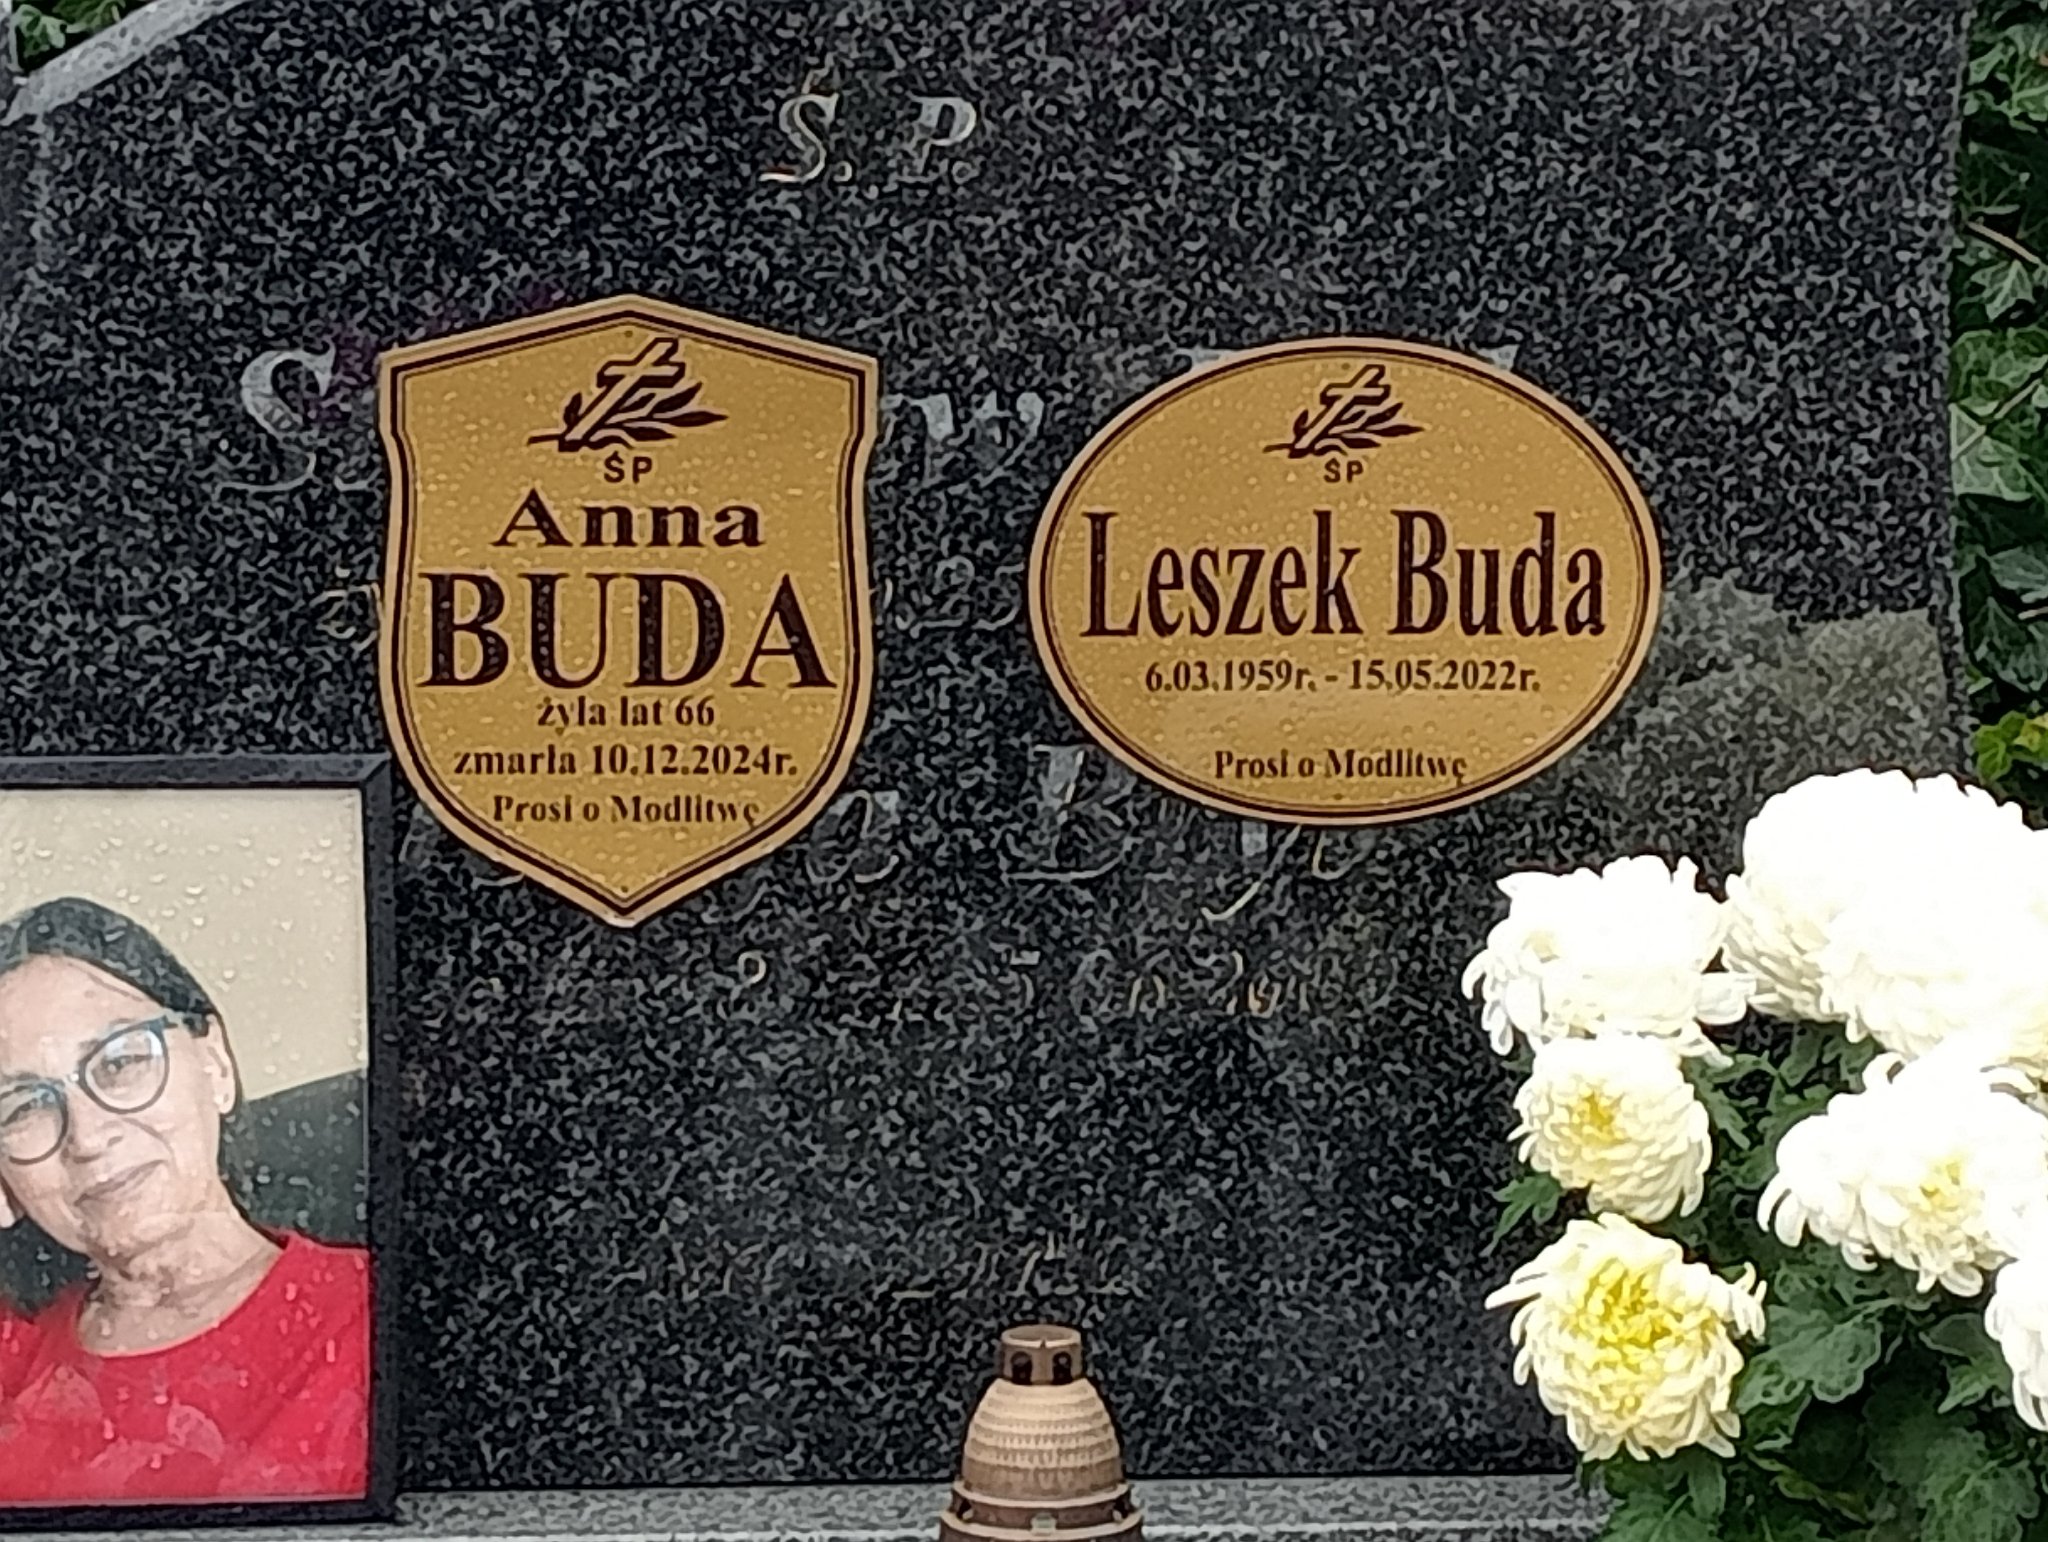 Ś. P.
ŚP
Anna
BUDA
żyła lat 66
zmarła 10.12.2024r.
Prosi o Modlitwę
ŚP
Leszek Buda
6.03.1959r. - 15.05.2022r.
Prosi o Modlitwę